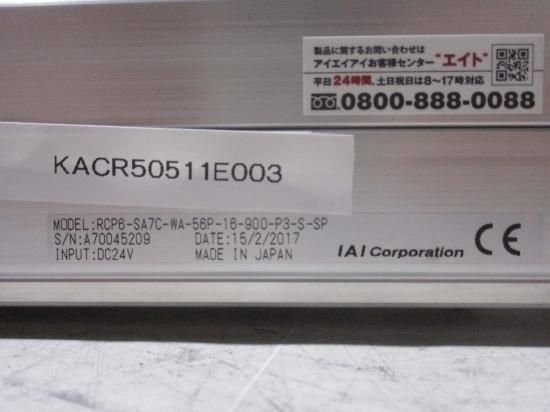 製品に関するお問い合わせは
アイエイアイお客様センター"エイト"
平日24時間、土日祝日は8～17時対応
0800-888-0088
KACR50511E003
MODEL:RCP6-SA7C-WA-56P-16-900-P3-S-SP
S/N:A70045209 DATE:15/2/2017
INPUT:DC24V MADE IN JAPAN
IAI Corporation CE